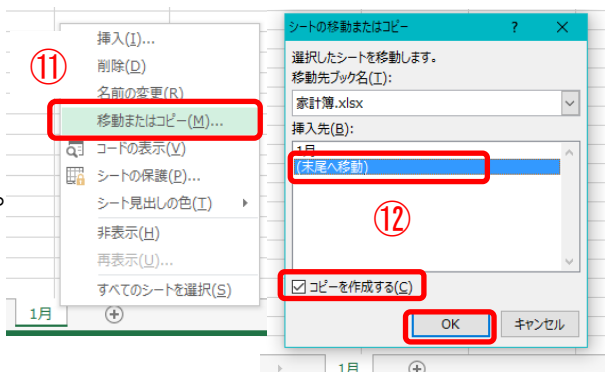 ⑪
挿入(I)...
削除(D)
名前の変更(R)
移動またはコピー(M)...
コードの表示(V)
シートの保護(P)...
シート見出しの色(T)
非表示(H)
再表示(U)...
すべてのシートを選択(S)
1月
シートの移動またはコピー
?
選択したシートを移動します。
移動先ブック名(T):
家計簿.xlsx
挿入先(B):
1月
(末尾へ移動)
⑫
コピーを作成する(C)
OK
キャンセル
1月